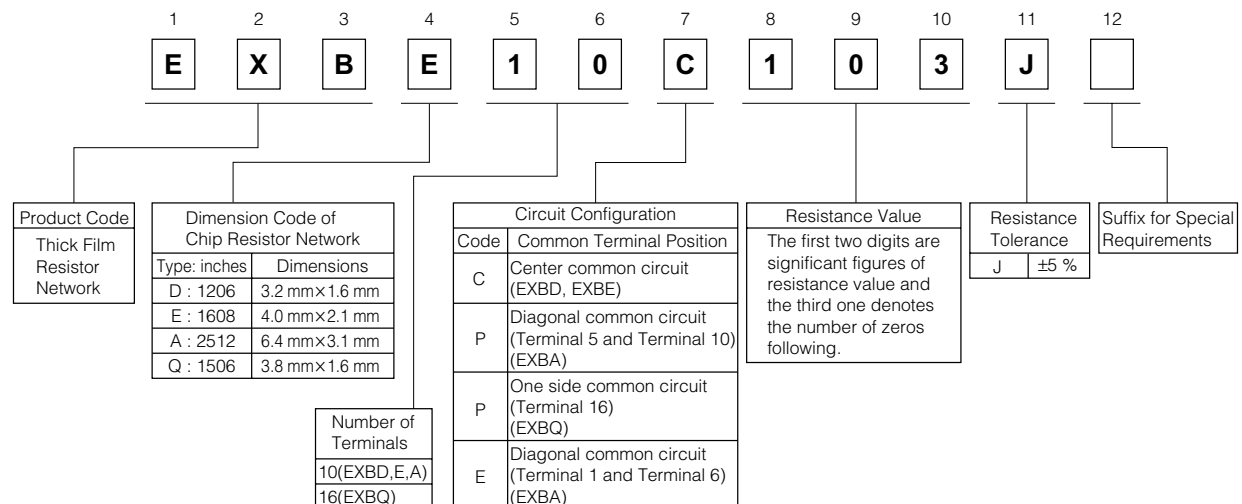 1 2 3 4 5 6 7 8 9 10 11 12
E X B E 1 0 C 1 0 3 J
Product Code
Thick Film
Resistor
Network
Dimension Code of
Chip Resistor Network
Type: inches Dimensions
D : 1206 3.2 mm×1.6 mm
E : 1608 4.0 mm×2.1 mm
A : 2512 6.4 mm×3.1 mm
Q : 1506 3.8 mm×1.6 mm
Number of
Terminals
10(EXBD,E,A)
16(EXBQ)
Circuit Configuration
Code Common Terminal Position
C Center common circuit
(EXBD, EXBE)
P Diagonal common circuit
(Terminal 5 and Terminal 10)
(EXBA)
P One side common circuit
(Terminal 16)
(EXBQ)
E Diagonal common circuit
(Terminal 1 and Terminal 6)
(EXBA)
Resistance Value
The first two digits are
significant figures of
resistance value and
the third one denotes
the number of zeros
following.
Resistance
Tolerance
J ±5 %
Suffix for Special
Requirements